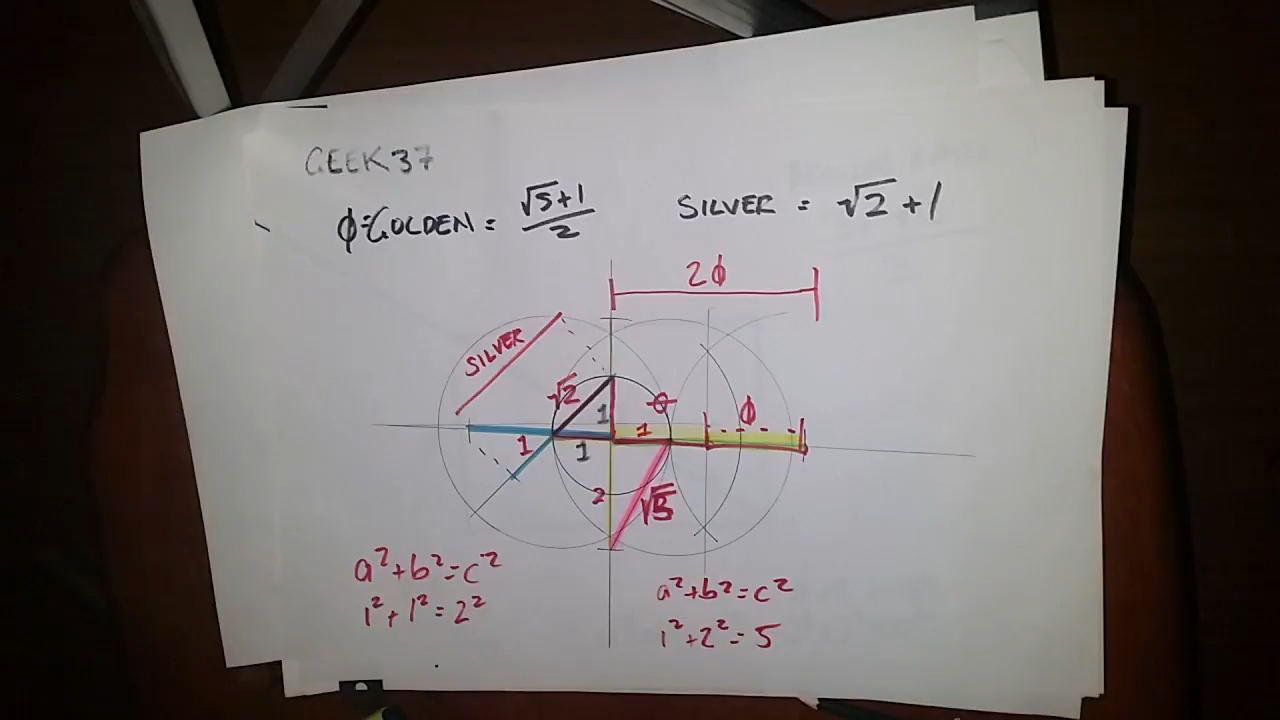 GEEK37
φ=GOLDEN = (√5+1)/2
SILVER = √2 + 1
2φ
SILVER
√2
1
φ
φ
1
1
1
2
√5
a²+b²=c²
1²+1²=2²
a²+b²=c²
1²+2²=5